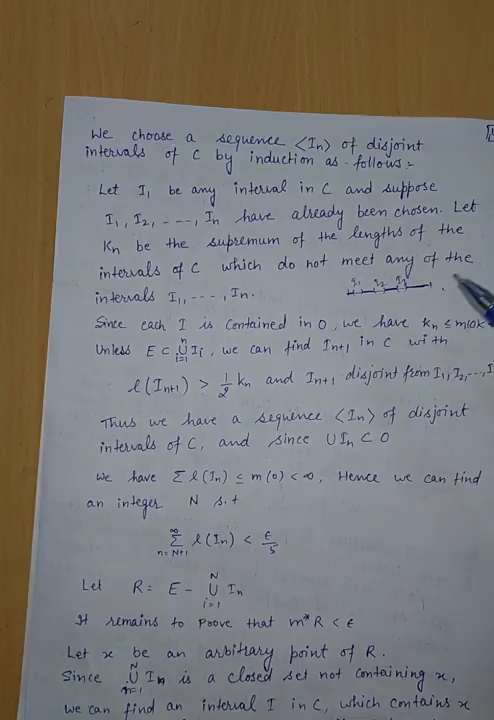 We choose a sequence <In> of disjoint
intervals of C by induction as follows:-
Let I1 be any interval in C and suppose
I1, I2, ---, In have already been chosen. Let
Kn be the supremum of the lengths of the
intervals of C which do not meet any of the
intervals I1, ---, In.
Since each I is contained in O, we have kn ≤ m(O)<
Unless E ⊂ ∪_{i=1}^{n} Ii, we can find In+1 in C with
l(In+1) > 1/2 kn and In+1 disjoint from I1, I2, --, I
Thus we have a sequence <In> of disjoint
intervals of C, and since ∪In ⊂ O
We have Σ l(In) ≤ m(O) < ∞, Hence we can find
an integer N s.t
∑_{n=N+1}^{∞} l(In) < ε/5
Let R = E - ∪_{i=1}^{N} In
It remains to prove that m*R < ε
Let x be an arbitrary point of R.
Since ∪_{n=1}^{N} In is a closed set not containing x,
we can find an interval I in C, which contains x